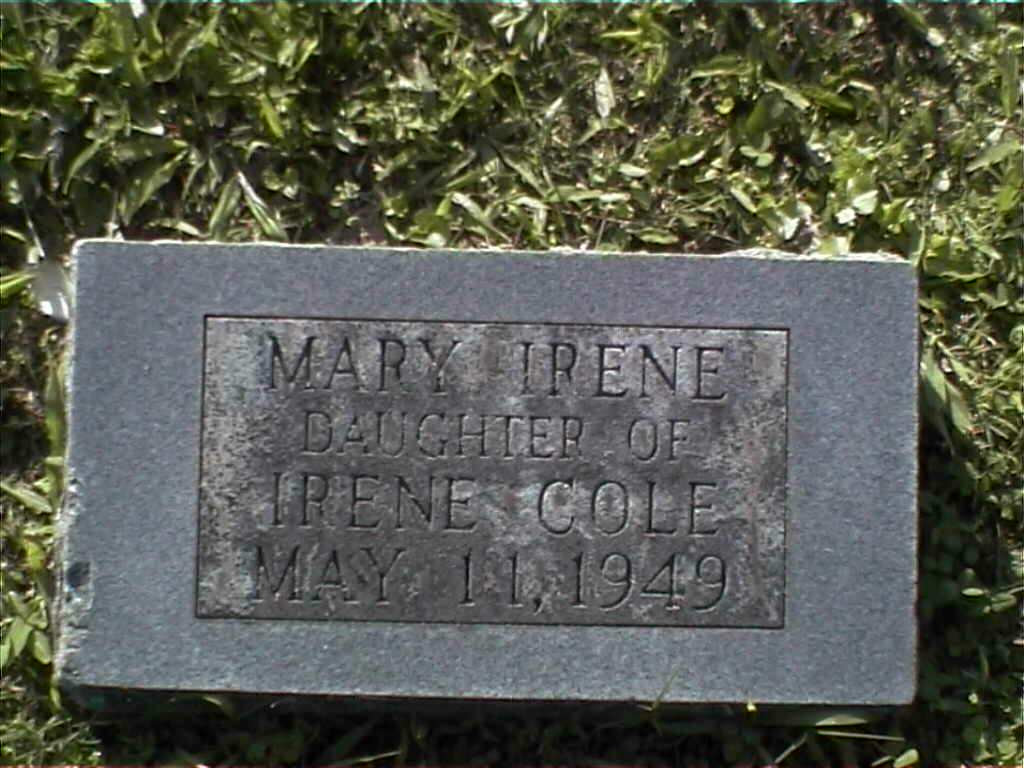 MARY IRENE
DAUGHTER OF
IRENE COLE
MAY 11, 1949